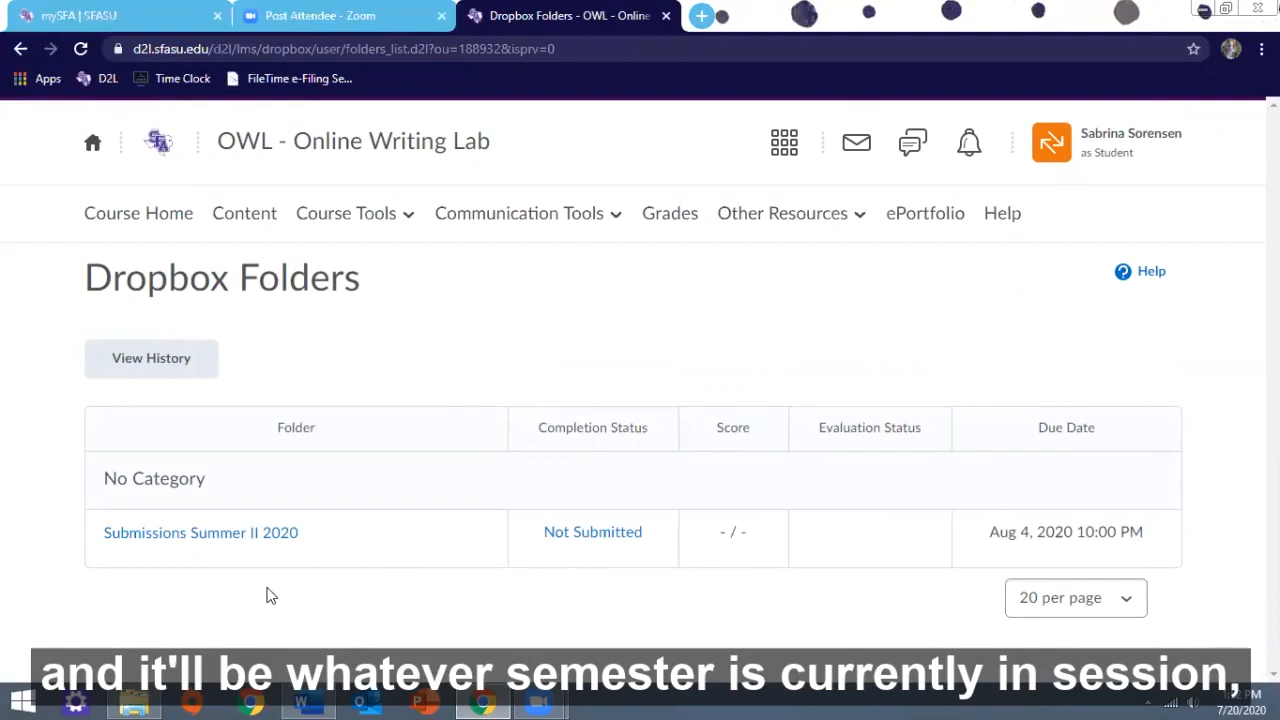 mySFA | SFASU
Post Attendee - Zoom
Dropbox Folders - OWL - Online
d2l.sfasu.edu/d2l/lms/dropbox/user/folders_list.d2l?ou=188932&isprv=0
Apps D2L Time Clock FileTime e-Filing Se...
OWL - Online Writing Lab
Sabrina Sorensen
as Student
Course Home Content Course Tools Communication Tools Grades Other Resources ePortfolio Help
Dropbox Folders
Help
View History
Folder Completion Status Score Evaluation Status Due Date
No Category
Submissions Summer II 2020 Not Submitted - / - Aug 4, 2020 10:00 PM
20 per page
and it'll be whatever semester is currently in session,
7/20/2020